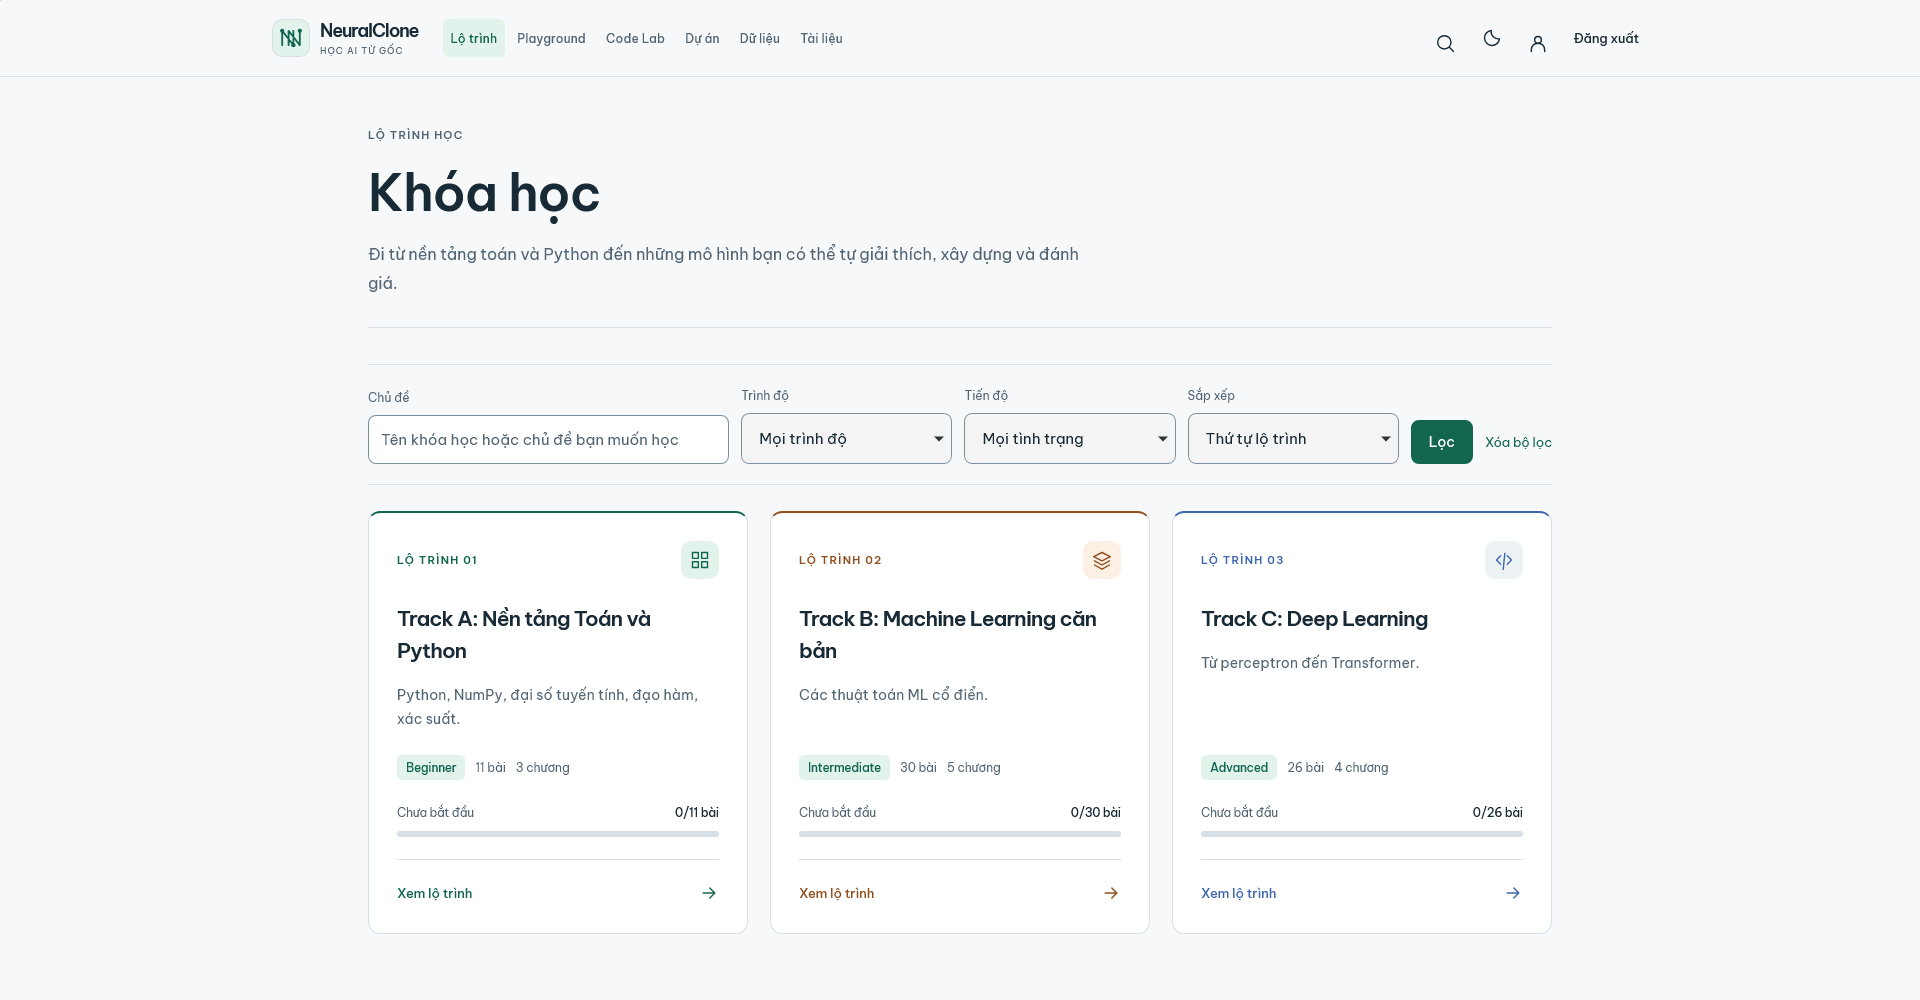 NeuralClone
HỌC AI TỪ GỐC
Lộ trình
Playground
Code Lab
Dự án
Dữ liệu
Tài liệu
Đăng xuất
LỘ TRÌNH HỌC
Khóa học
Đi từ nền tảng toán và Python đến những mô hình bạn có thể tự giải thích, xây dựng và đánh
giá.
Chủ đề
Tên khóa học hoặc chủ đề bạn muốn học
Trình độ
Mọi trình độ
Tiến độ
Mọi tình trạng
Sắp xếp
Thứ tự lộ trình
Lọc
Xóa bộ lọc
LỘ TRÌNH 01
Track A: Nền tảng Toán và
Python
Python, NumPy, đại số tuyến tính, đạo hàm,
xác suất.
Beginner
11 bài
3 chương
Chưa bắt đầu
0/11 bài
Xem lộ trình
LỘ TRÌNH 02
Track B: Machine Learning căn
bản
Các thuật toán ML cổ điển.
Intermediate
30 bài
5 chương
Chưa bắt đầu
0/30 bài
Xem lộ trình
LỘ TRÌNH 03
Track C: Deep Learning
Từ perceptron đến Transformer.
Advanced
26 bài
4 chương
Chưa bắt đầu
0/26 bài
Xem lộ trình